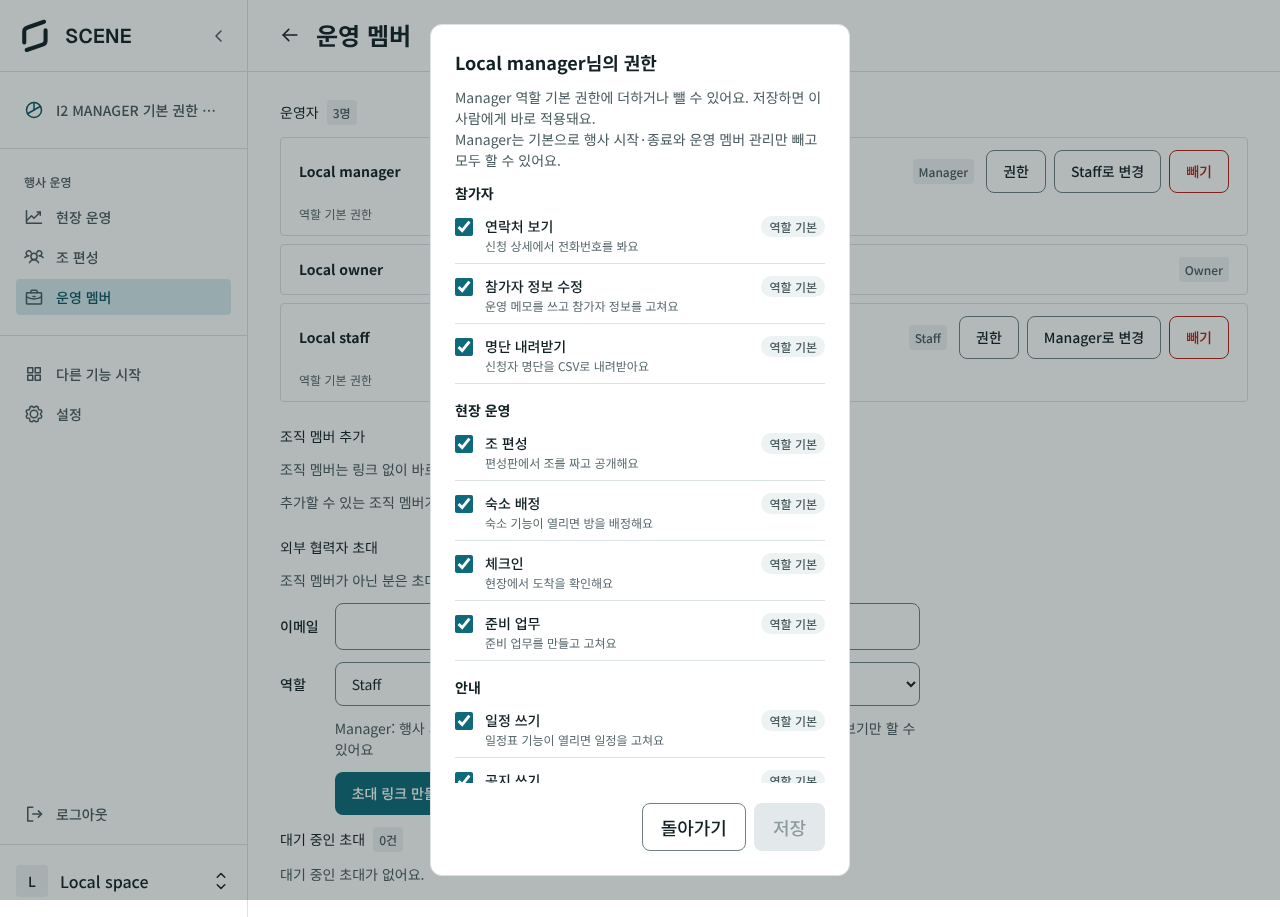 SCENE
I2 MANAGER 기본 권한 …
행사 운영
현장 운영
조 편성
운영 멤버
다른 기능 시작
설정
로그아웃
L Local space
운영 멤버
운영자 3명
Local manager
Manager 권한 Staff로 변경 빼기
역할 기본 권한
Local owner
Owner
Local staff
Staff 권한 Manager로 변경 빼기
역할 기본 권한
조직 멤버 추가
조직 멤버는 링크 없이
추가할 수 있는 조직
외부 협력자 초대
조직 멤버가 아닌 분은
이메일
역할 Staff
Manager: 행사
보기만 할 수
있어요
초대 링크
대기 중인 초대 0건
대기 중인 초대가 없어요.
Local manager님의 권한
Manager 역할 기본 권한에 더하거나 뺄 수 있어요. 저장하면 이
사람에게 바로 적용돼요.
Manager는 기본으로 행사 시작·종료와 운영 멤버 관리만 빼고
모두 할 수 있어요.
참가자
연락처 보기 역할 기본
신청 상세에서 전화번호를 봐요
참가자 정보 수정 역할 기본
운영 메모를 쓰고 참가자 정보를 고쳐요
명단 내려받기 역할 기본
신청자 명단을 CSV로 내려받아요
현장 운영
조 편성 역할 기본
편성판에서 조를 짜고 공개해요
숙소 배정 역할 기본
숙소 기능이 열리면 방을 배정해요
체크인 역할 기본
현장에서 도착을 확인해요
준비 업무 역할 기본
준비 업무를 만들고 고쳐요
안내
일정 쓰기 역할 기본
일정표 기능이 열리면 일정을 고쳐요
공지 쓰기 역할 기본
돌아가기 저장